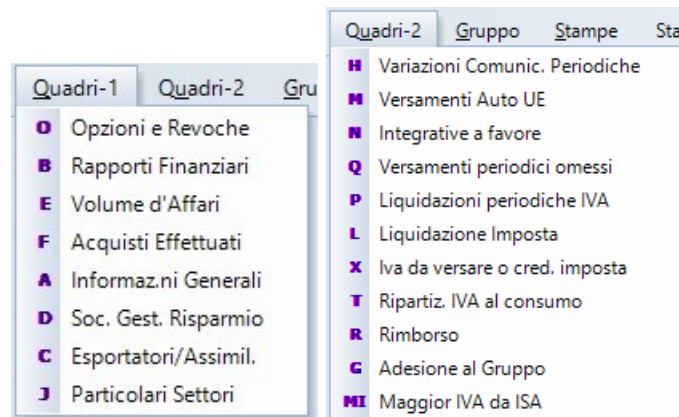 Quadri-1 Quadri-2 Gru
O Opzioni e Revoche
B Rapporti Finanziari
E Volume d'Affari
F Acquisti Effettuati
A Informaz.ni Generali
D Soc. Gest. Risparmio
C Esportatori/Assimil.
J Particolari Settori
Quadri-2 Gruppo Stampe Sta
H Variazioni Comunic. Periodiche
M Versamenti Auto UE
N Integrative a favore
Q Versamenti periodici omessi
P Liquidazioni periodiche IVA
L Liquidazione Imposta
X Iva da versare o cred. imposta
T Ripartiz. IVA al consumo
R Rimborso
G Adesione al Gruppo
MI Maggior IVA da ISA